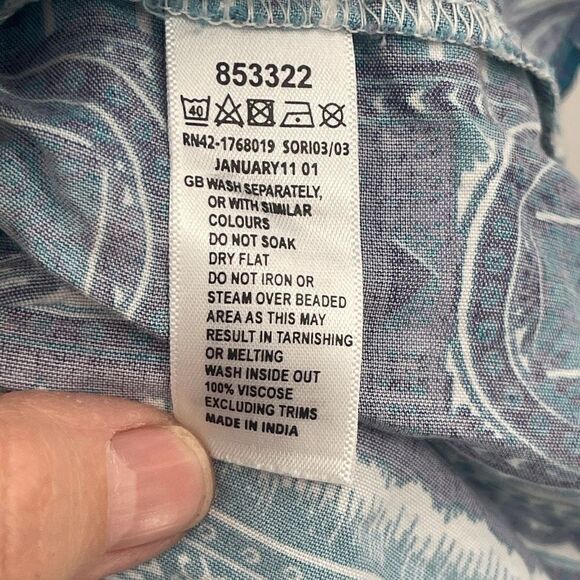 853322
40
RN42-1768019 SORI03/03
JANUARY11 01
GB WASH SEPARATELY,
OR WITH SIMILAR
COLOURS
DO NOT SOAK
DRY FLAT
DO NOT IRON OR
STEAM OVER BEADED
AREA AS THIS MAY
RESULT IN TARNISHING
OR MELTING
WASH INSIDE OUT
100% VISCOSE
EXCLUDING TRIMS
MADE IN INDIA